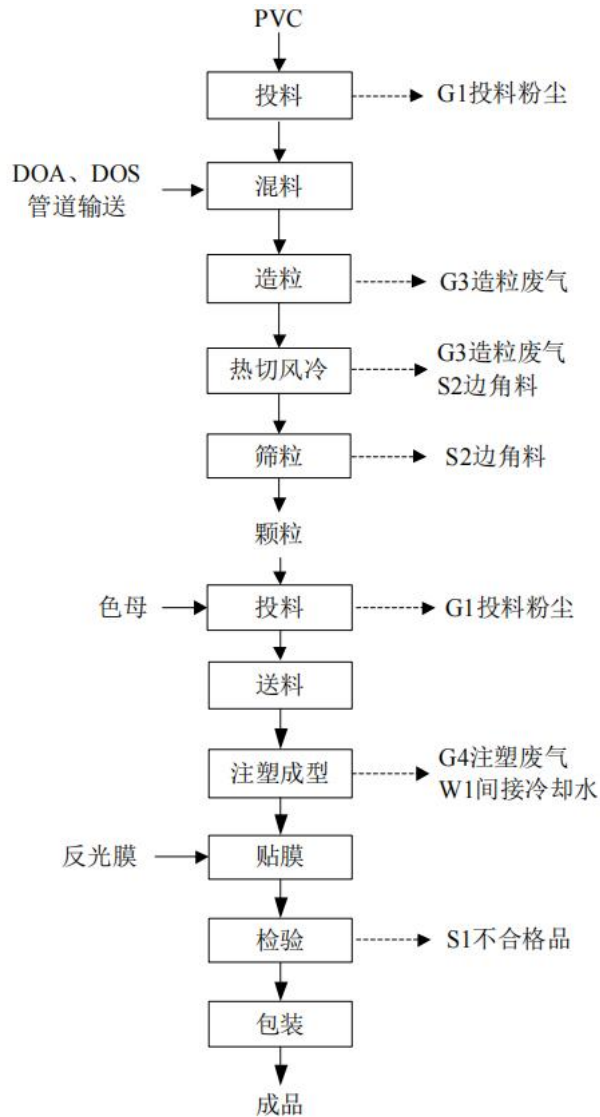 PVC
投料
G1投料粉尘
DOA、DOS
管道输送
混料
造粒
G3造粒废气
热切风冷
G3造粒废气
S2边角料
筛粒
S2边角料
颗粒
色母
投料
G1投料粉尘
送料
注塑成型
G4注塑废气
W1间接冷却水
反光膜
贴膜
检验
S1不合格品
包装
成品